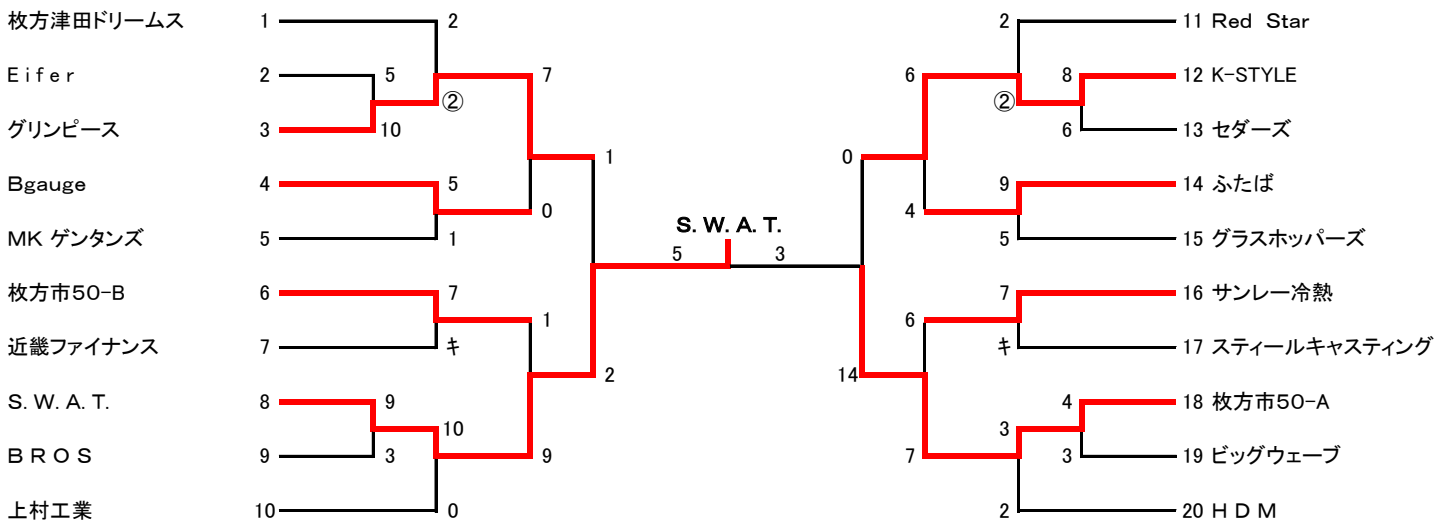 枚方津田ドリームス 1 2 2 11 Red Star
Eifer 2 5 7 6 8 12 K-STYLE
② ②
グリンピース 3 10 6 13 セダーズ
1 0
Bgauge 4 5 9 14 ふたば
0 4
S.W.A.T.
MK ゲンタンズ 5 1 5 15 グラスホッパーズ
5 3
枚方市50-B 6 7 7 16 サンレー冷熱
1 6
近畿ファイナンス 7 キ キ 17 スティールキャスティング
2 14
S.W.A.T. 8 9 4 18 枚方市50-A
10 3
BROS 9 3 9 7 3 19 ビッグウェーブ
上村工業 10 0 2 20 HDM